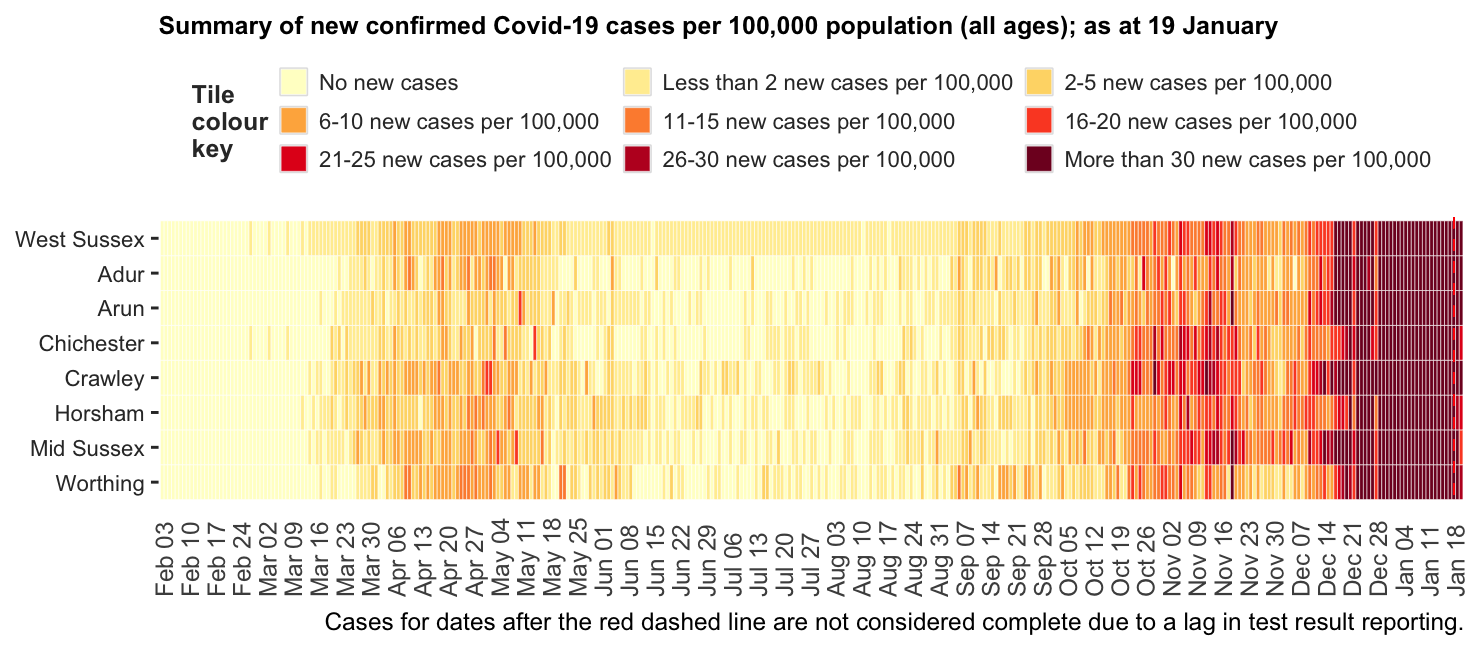 Summary of new confirmed Covid-19 cases per 100,000 population (all ages); as at 19 January
Tile
colour
key
No new cases
Less than 2 new cases per 100,000
2-5 new cases per 100,000
6-10 new cases per 100,000
11-15 new cases per 100,000
16-20 new cases per 100,000
21-25 new cases per 100,000
26-30 new cases per 100,000
More than 30 new cases per 100,000
West Sussex
Adur
Arun
Chichester
Crawley
Horsham
Mid Sussex
Worthing
Feb 03
Feb 10
Feb 17
Feb 24
Mar 02
Mar 09
Mar 16
Mar 23
Mar 30
Apr 06
Apr 13
Apr 20
Apr 27
May 04
May 11
May 18
May 25
Jun 01
Jun 08
Jun 15
Jun 22
Jun 29
Jul 06
Jul 13
Jul 20
Jul 27
Aug 03
Aug 10
Aug 17
Aug 24
Aug 31
Sep 07
Sep 14
Sep 21
Sep 28
Oct 05
Oct 12
Oct 19
Oct 26
Nov 02
Nov 09
Nov 16
Nov 23
Nov 30
Dec 07
Dec 14
Dec 21
Dec 28
Jan 04
Jan 11
Jan 18
Cases for dates after the red dashed line are not considered complete due to a lag in test result reporting.